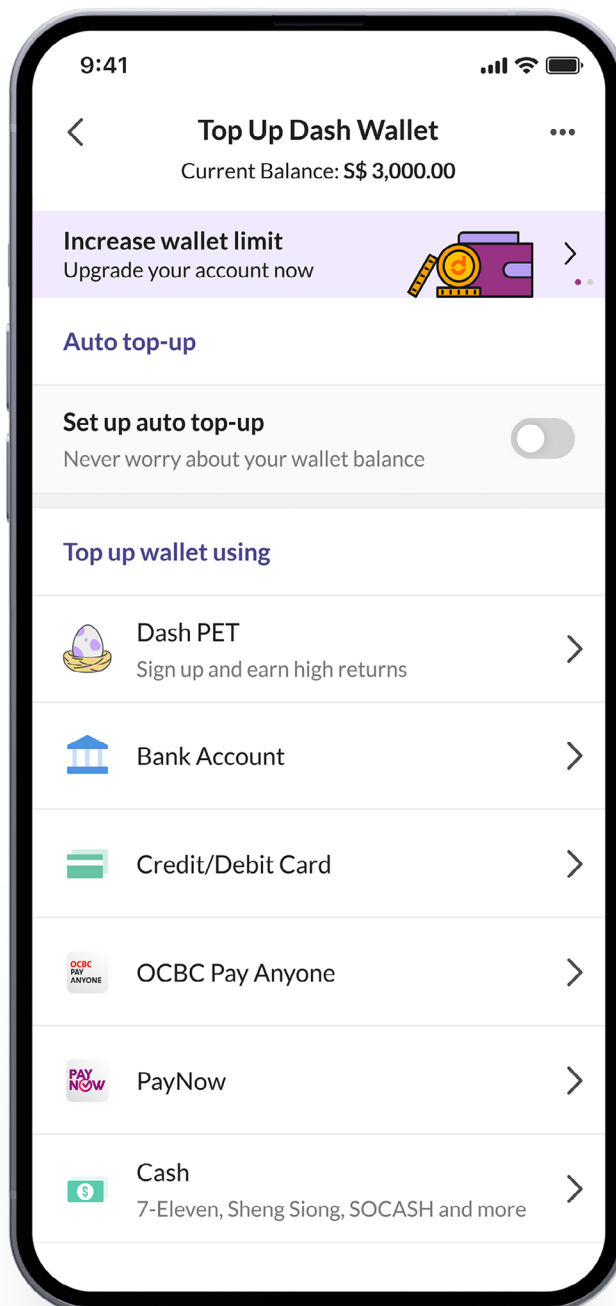 9:41
Top Up Dash Wallet
Current Balance: S$ 3,000.00
Increase wallet limit
Upgrade your account now
d
Auto top-up
Set up auto top-up
Never worry about your wallet balance
Top up wallet using
Dash PET
Sign up and earn high returns
Bank Account
Credit/Debit Card
OCBC
PAY
ANYONE
OCBC Pay Anyone
PAY
NOW
PayNow
$
Cash
7-Eleven, Sheng Siong, SOCASH and more